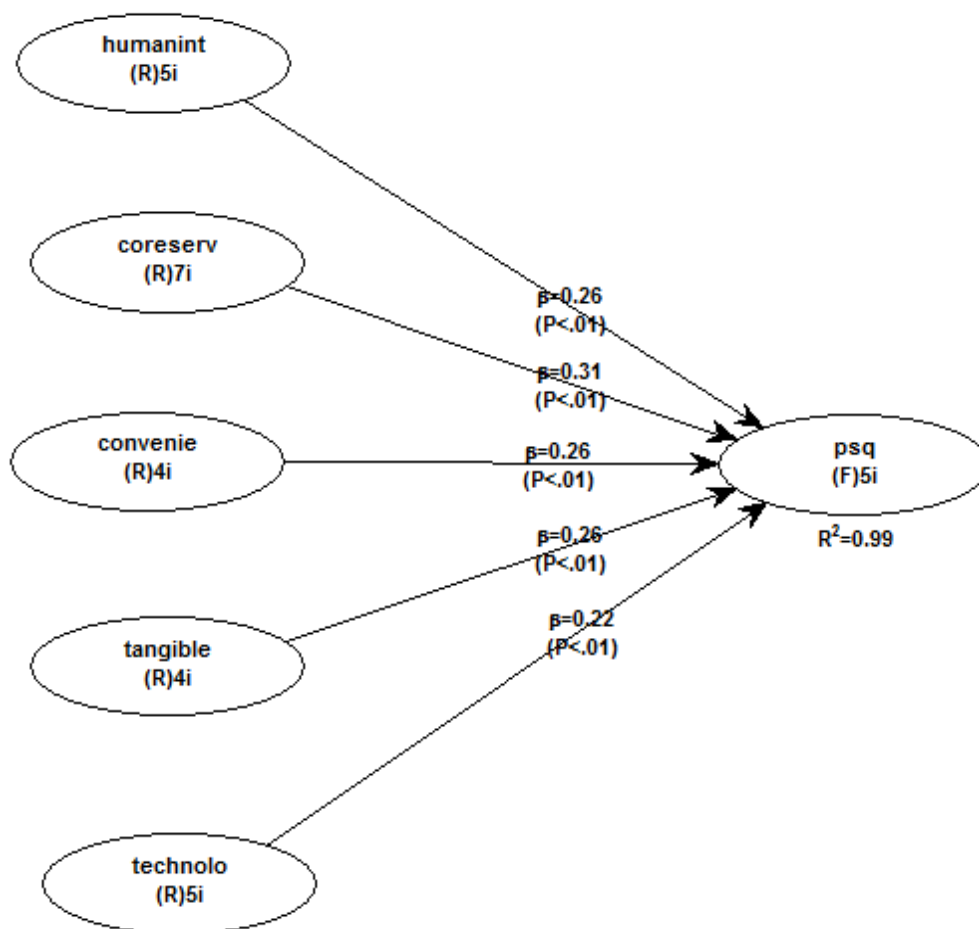 humanint
(R)5i
coreserv
(R)7i
β=0.26
(P<.01)
β=0.31
(P<.01)
convenie
(R)4i
β=0.26
(P<.01)
psq
(F)5i
R²=0.99
β=0.26
(P<.01)
tangible
(R)4i
β=0.22
(P<.01)
technolo
(R)5i